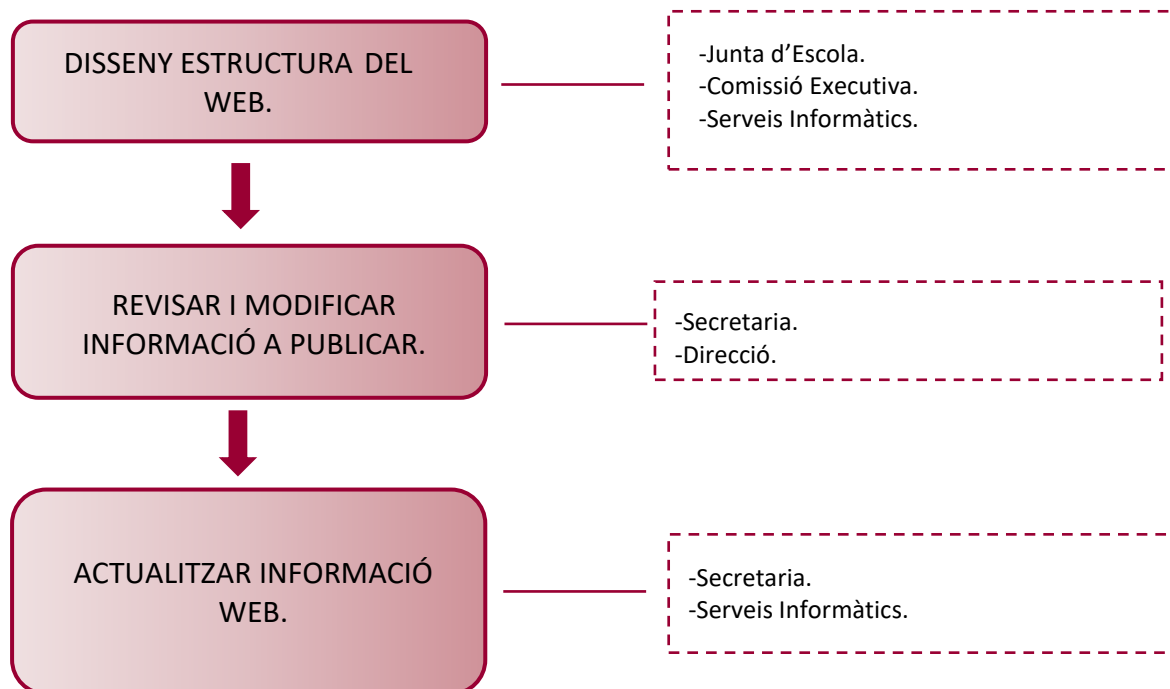 DISSENY ESTRUCTURA DEL
WEB.
-Junta d’Escola.
-Comissió Executiva.
-Serveis Informàtics.
REVISAR I MODIFICAR
INFORMACIÓ A PUBLICAR.
-Secretaria.
-Direcció.
ACTUALITZAR INFORMACIÓ
WEB.
-Secretaria.
-Serveis Informàtics.